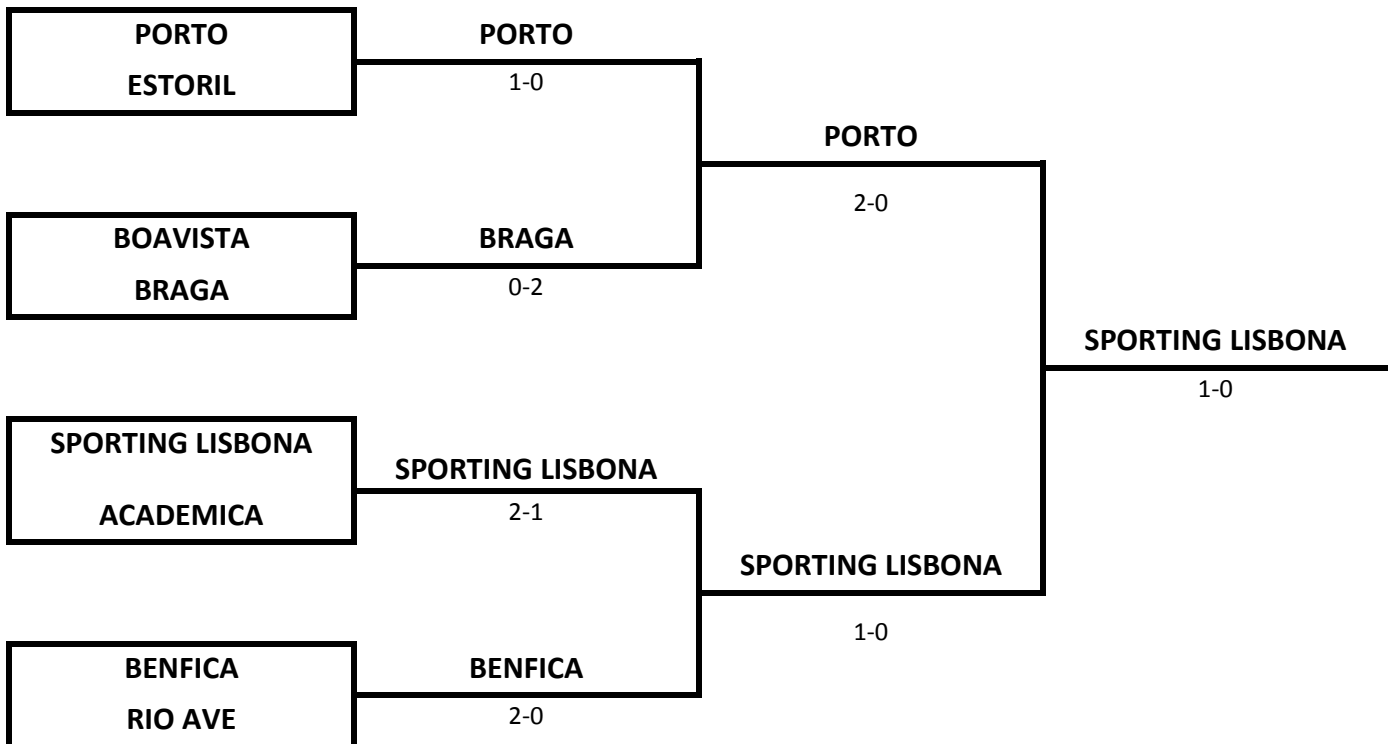 PORTO
ESTORIL
PORTO
1-0
BOAVISTA
BRAGA
BRAGA
0-2
PORTO
2-0
SPORTING LISBONA
ACADEMICA
SPORTING LISBONA
2-1
BENFICA
RIO AVE
BENFICA
2-0
SPORTING LISBONA
1-0
SPORTING LISBONA
1-0